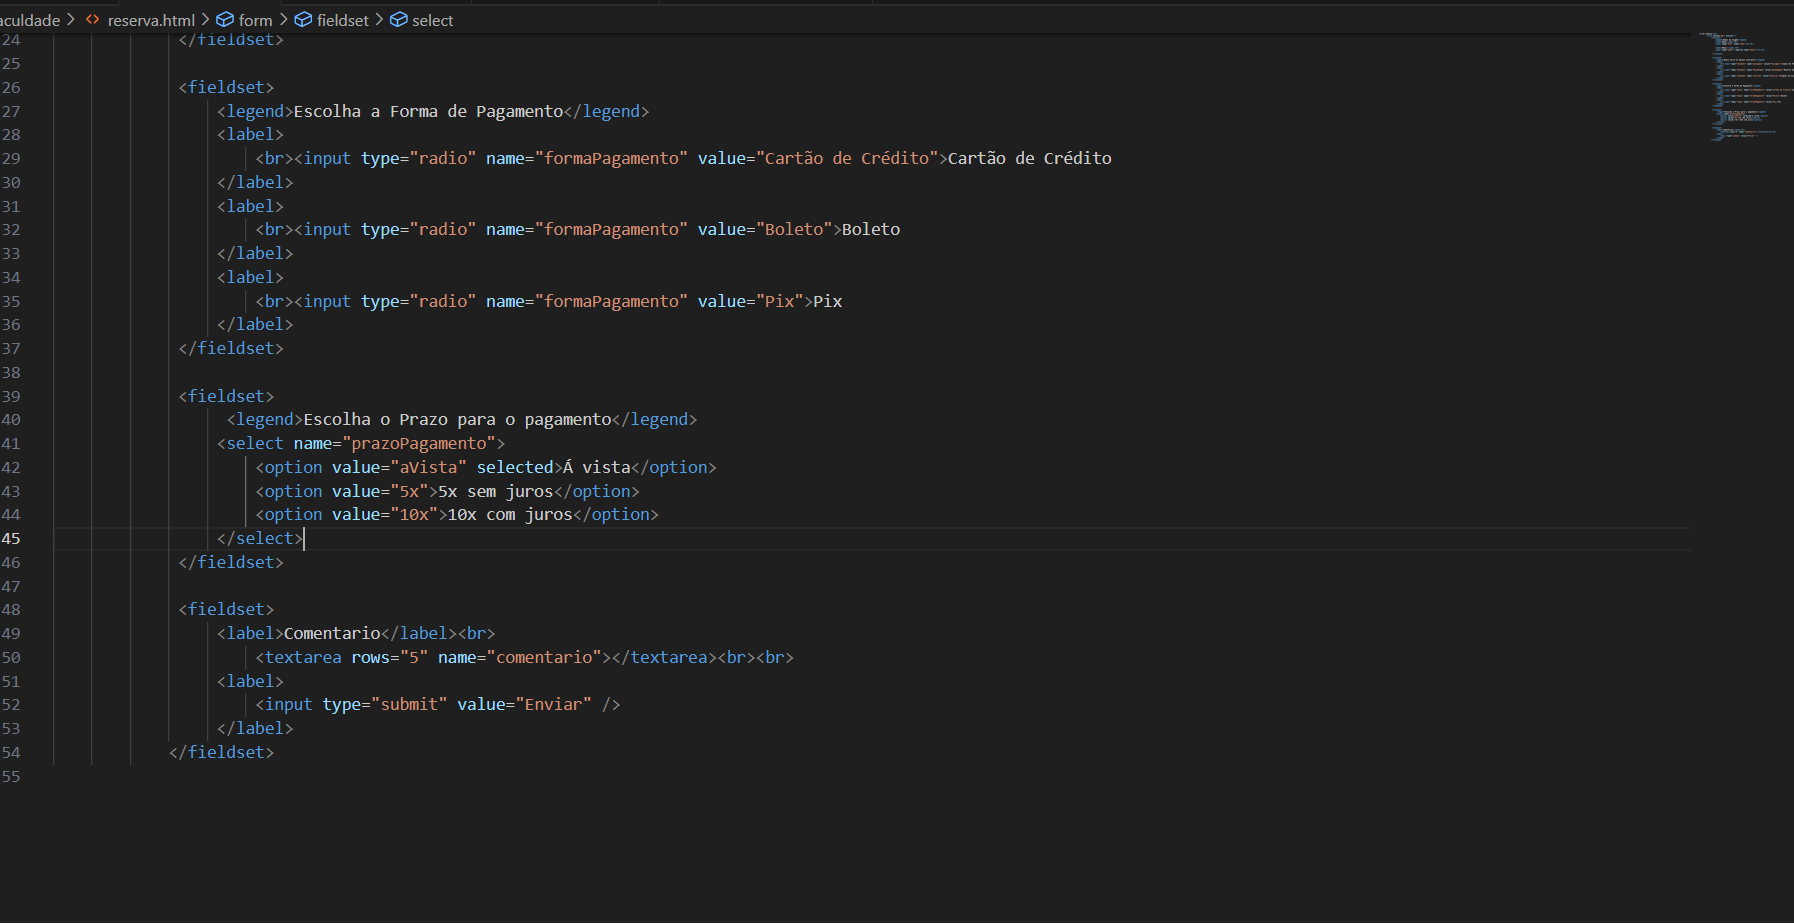 aculdade > <> reserva.html > form > fieldset > select
24 </fieldset>
25
26 <fieldset>
27 <legend>Escolha a Forma de Pagamento</legend>
28 <label>
29 <br><input type="radio" name="formaPagamento" value="Cartão de Crédito">Cartão de Crédito
30 </label>
31 <label>
32 <br><input type="radio" name="formaPagamento" value="Boleto">Boleto
33 </label>
34 <label>
35 <br><input type="radio" name="formaPagamento" value="Pix">Pix
36 </label>
37 </fieldset>
38
39 <fieldset>
40 <legend>Escolha o Prazo para o pagamento</legend>
41 <select name="prazoPagamento">
42 <option value="aVista" selected>Á vista</option>
43 <option value="5x">5x sem juros</option>
44 <option value="10x">10x com juros</option>
45 </select>
46 </fieldset>
47
48 <fieldset>
49 <label>Comentario</label><br>
50 <textarea rows="5" name="comentario"></textarea><br><br>
51 <label>
52 <input type="submit" value="Enviar" />
53 </label>
54 </fieldset>
55